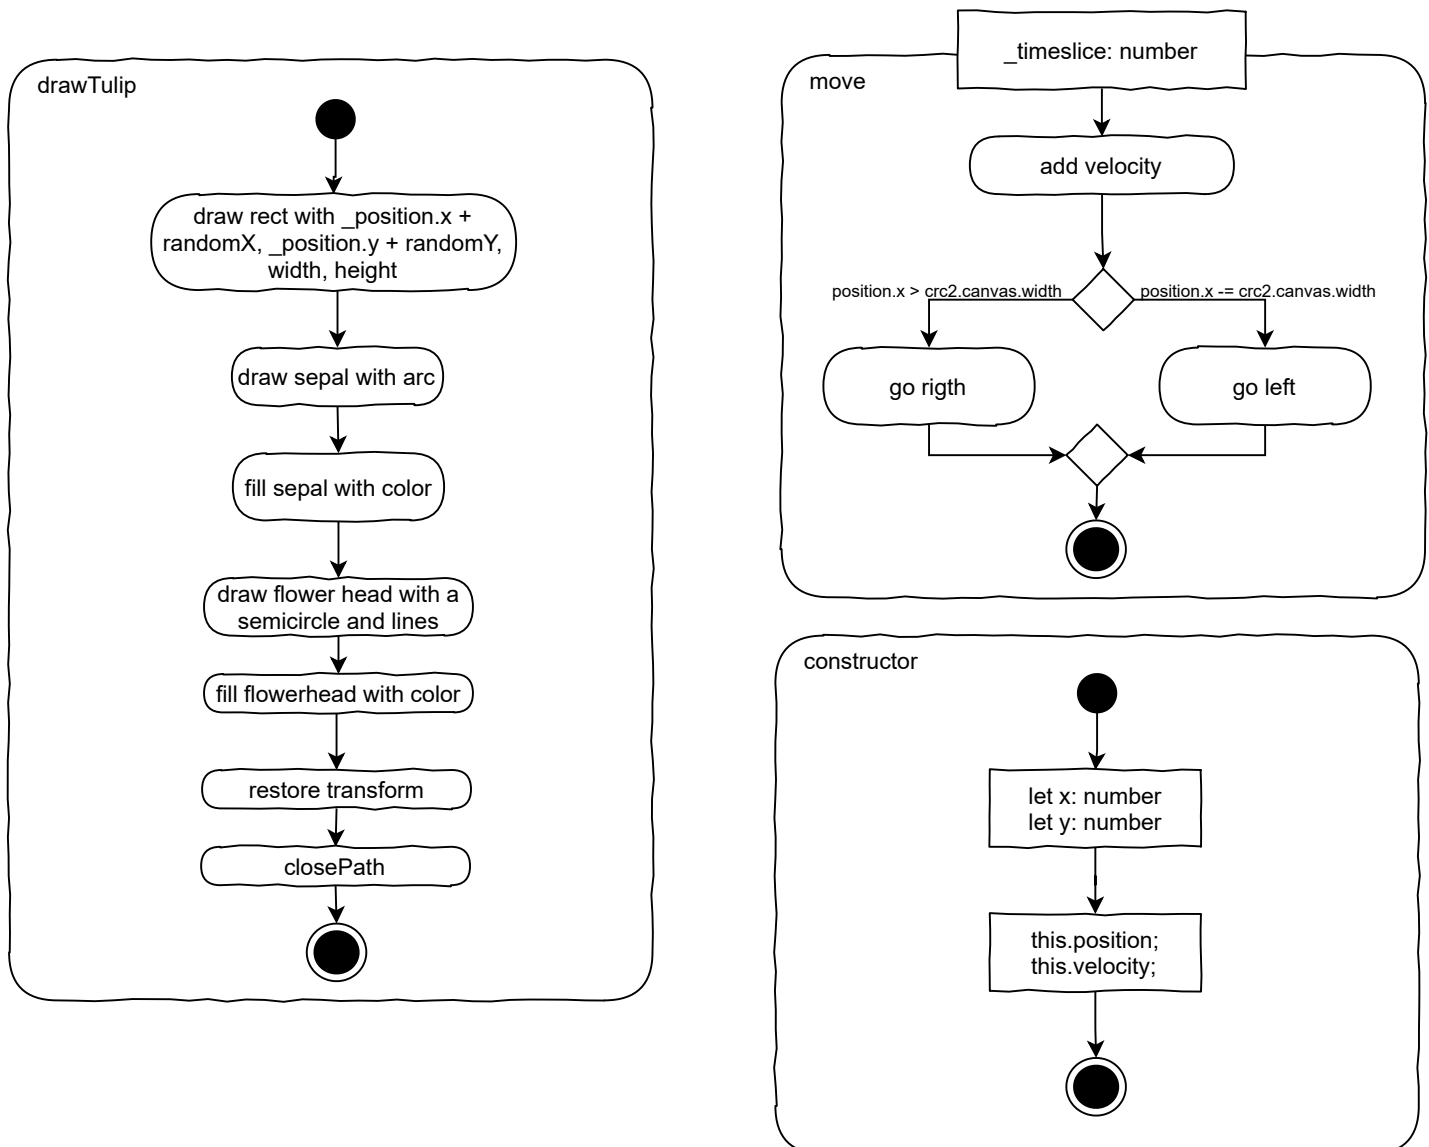 drawTulip
draw rect with _position.x +
randomX, _position.y + randomY,
width, height
draw sepal with arc
fill sepal with color
draw flower head with a
semicircle and lines
fill flowerhead with color
restore transform
closePath
_timeslice: number
move
add velocity
position.x > crc2.canvas.width
position.x -= crc2.canvas.width
go rigth
go left
constructor
let x: number
let y: number
this.position;
this.velocity;